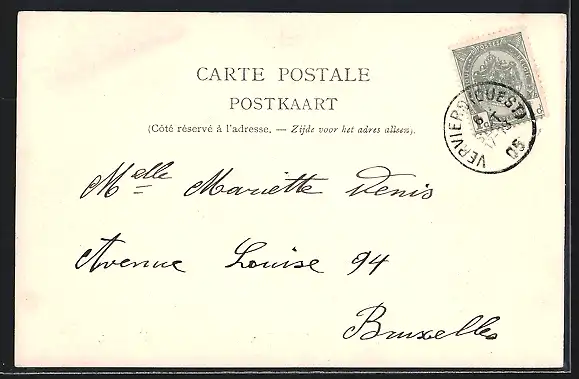 CARTE POSTALE
POSTKAART
(Côté réservé à l'adresse. — Zijde voor het adres alleen).
VERVIERS (OUEST)
05
Melle Mariette Denis
Avenue Louise 94
Bruxelles